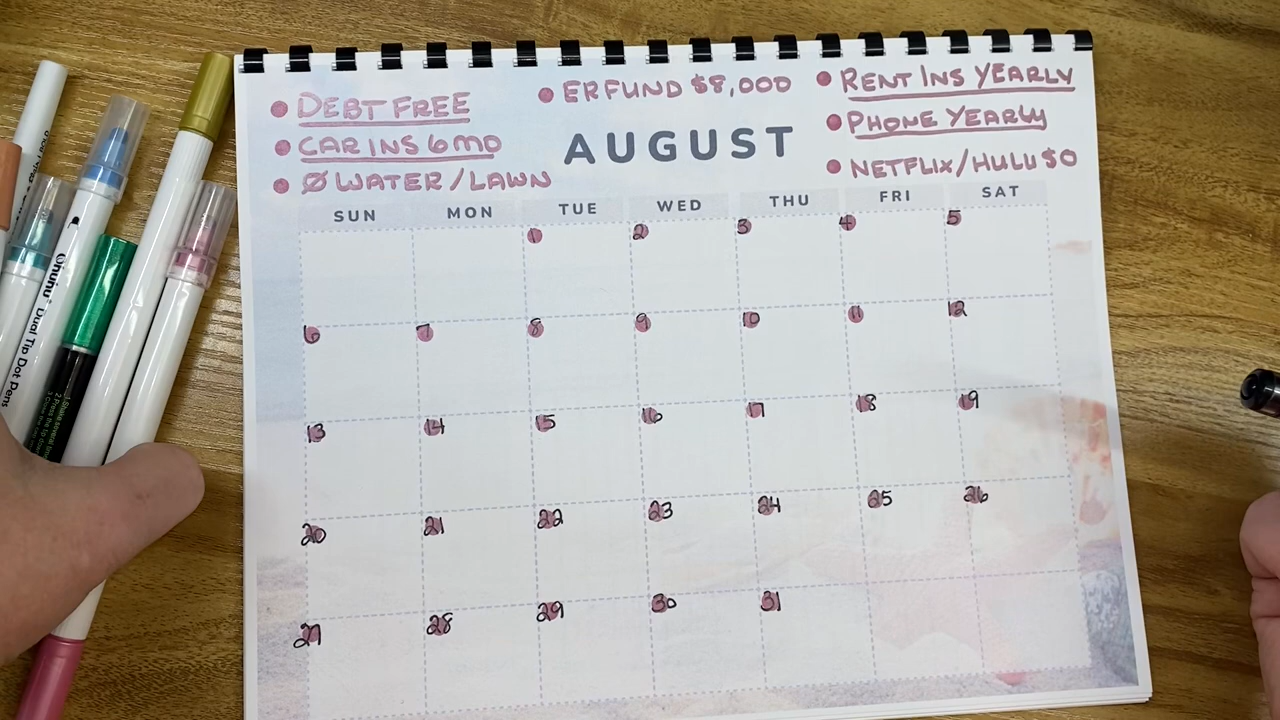 DEBT FREE
CAR INS 6 MO
Ø WATER / LAWN
ER FUND $8,000
RENT INS YEARLY
PHONE YEARLY
NETFLIX/HULU $0
AUGUST
SUN MON TUE WED THU FRI SAT
1 2 3 4 5
6 7 8 9 10 11 12
13 14 15 16 17 18 19
20 21 22 23 24 25 26
27 28 29 30 31
Ohuhu Dual Tip Dot Pens